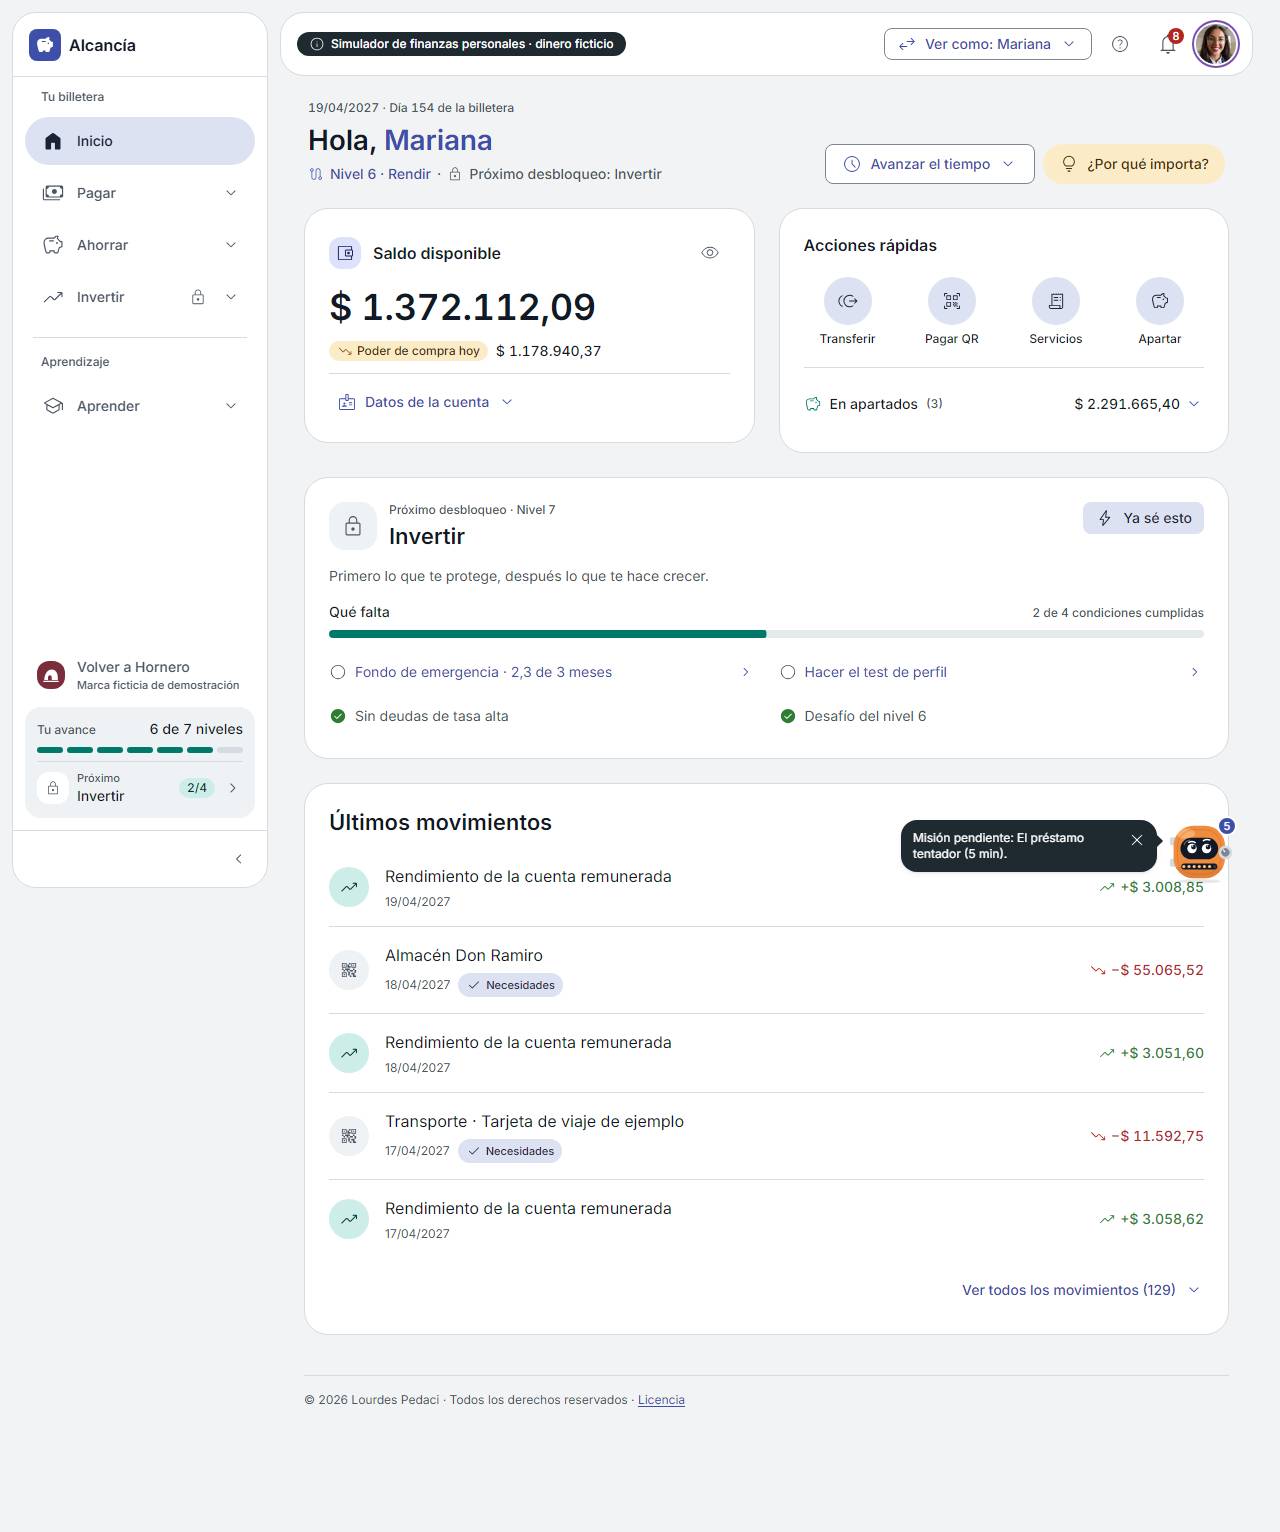 Alcancía
Tu billetera
Inicio
Pagar
Ahorrar
Invertir
Aprendizaje
Aprender
Volver a Hornero
Marca ficticia de demostración
Tu avance
6 de 7 niveles
Próximo
Invertir
2/4
Simulador de finanzas personales · dinero ficticio
Ver como: Mariana
8
19/04/2027 · Día 154 de la billetera
Hola, Mariana
Nivel 6 · Rendir · Próximo desbloqueo: Invertir
Avanzar el tiempo
¿Por qué importa?
Saldo disponible
$ 1.372.112,09
Poder de compra hoy $ 1.178.940,37
Datos de la cuenta
Acciones rápidas
Transferir
Pagar QR
Servicios
Apartar
En apartados (3) $ 2.291.665,40
Próximo desbloqueo · Nivel 7
Invertir
Ya sé esto
Primero lo que te protege, después lo que te hace crecer.
Qué falta
2 de 4 condiciones cumplidas
Fondo de emergencia · 2,3 de 3 meses
Hacer el test de perfil
Sin deudas de tasa alta
Desafío del nivel 6
Últimos movimientos
Misión pendiente: El préstamo
tentador (5 min).
5
Rendimiento de la cuenta remunerada
19/04/2027
+$ 3.008,85
Almacén Don Ramiro
18/04/2027 Necesidades
−$ 55.065,52
Rendimiento de la cuenta remunerada
18/04/2027
+$ 3.051,60
Transporte · Tarjeta de viaje de ejemplo
17/04/2027 Necesidades
−$ 11.592,75
Rendimiento de la cuenta remunerada
17/04/2027
+$ 3.058,62
Ver todos los movimientos (129)
© 2026 Lourdes Pedaci · Todos los derechos reservados · Licencia